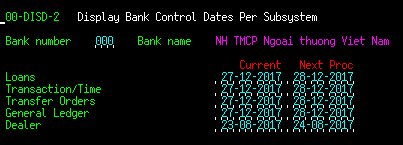 00-DISD-2 Display Bank Control Dates Per Subsystem
Bank number 000 Bank name NH TMCP Ngoai thuong Viet Nam
Current Next Proc
Loans 27-12-2017 28-12-2017
Transaction/Time 27-12-2017 28-12-2017
Transfer Orders 27-12-2017 28-12-2017
General Ledger 27-12-2017 28-12-2017
Dealer 23-08-2017 24-08-2017